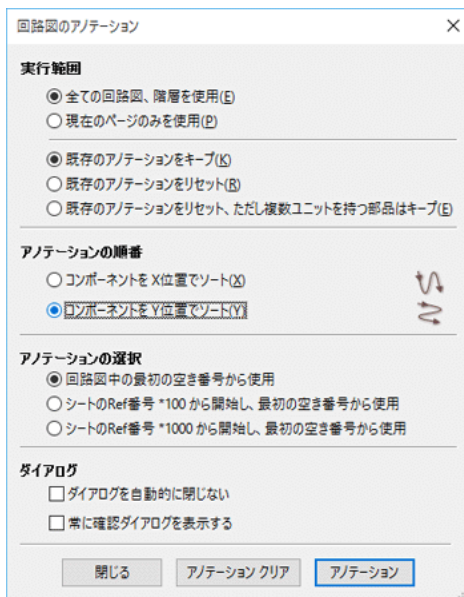 回路図のアノテーション
実行範囲
全ての回路図、階層を使用(E)
現在のページのみを使用(P)
既存のアノテーションをキープ(K)
既存のアノテーションをリセット(R)
既存のアノテーションをリセット、ただし複数ユニットを持つ部品はキープ(E)
アノテーションの順番
コンポーネントを X位置でソート(X)
コンポーネントを Y位置でソート(Y)
アノテーションの選択
回路図中の最初の空き番号から使用
シートのRef番号 *100 から開始し、最初の空き番号から使用
シートのRef番号 *1000 から開始し、最初の空き番号から使用
ダイアログ
ダイアログを自動的に閉じない
常に確認ダイアログを表示する
閉じる
アノテーション クリア
アノテーション